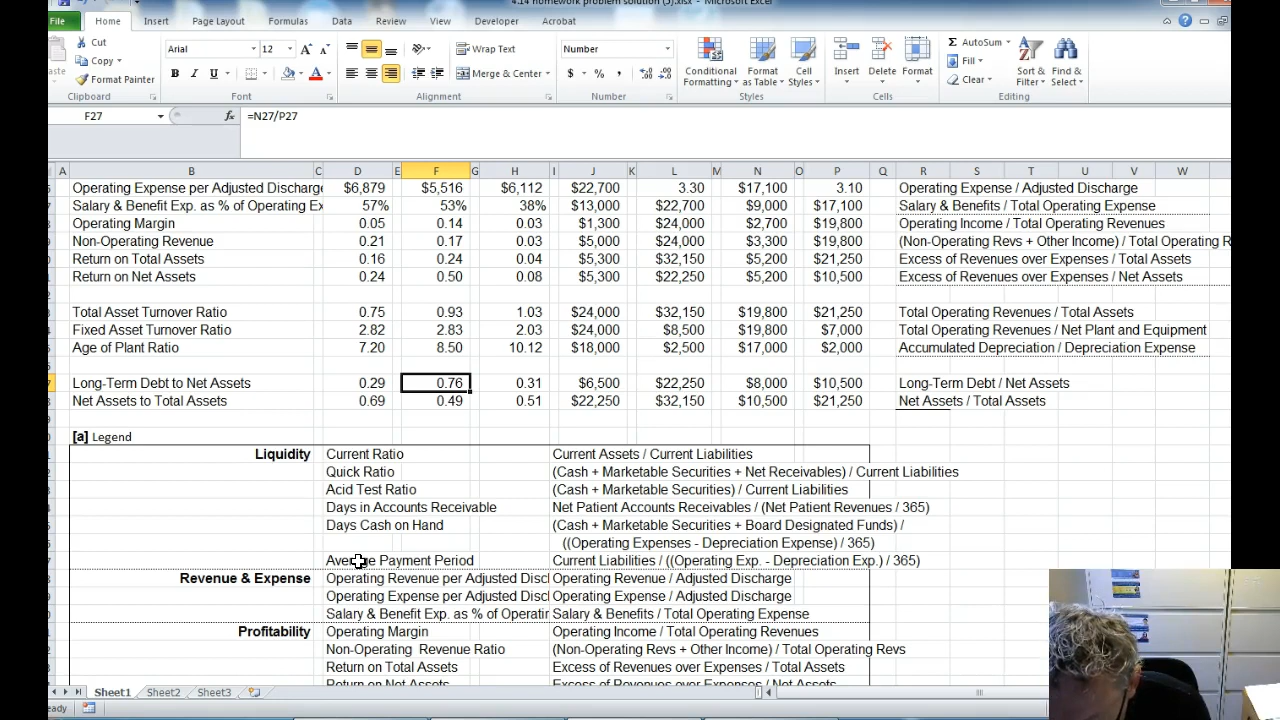 4.14 homework problem solution (5).xlsx - Microsoft Excel
File Home Insert Page Layout Formulas Data Review View Developer Acrobat
Cut Arial 12 Wrap Text Number AutoSum
Copy Fill
Format Painter Merge & Center Conditional Formatting Format as Table Cell Styles Insert Delete Format Clear Sort & Filter Find & Select
Clipboard Font Alignment Number Styles Cells Editing
F27 fx =N27/P27
A B C D E F G H I J K L M N O P Q R S T U V W
Operating Expense per Adjusted Discharge $6,879 $5,516 $6,112 $22,700 3.30 $17,100 3.10 Operating Expense / Adjusted Discharge
Salary & Benefit Exp. as % of Operating Ex 57% 53% 38% $13,000 $22,700 $9,000 $17,100 Salary & Benefits / Total Operating Expense
Operating Margin 0.05 0.14 0.03 $1,300 $24,000 $2,700 $19,800 Operating Income / Total Operating Revenues
Non-Operating Revenue 0.21 0.17 0.03 $5,000 $24,000 $3,300 $19,800 (Non-Operating Revs + Other Income) / Total Operating R
Return on Total Assets 0.16 0.24 0.04 $5,300 $32,150 $5,200 $21,250 Excess of Revenues over Expenses / Total Assets
Return on Net Assets 0.24 0.50 0.08 $5,300 $22,250 $5,200 $10,500 Excess of Revenues over Expenses / Net Assets
Total Asset Turnover Ratio 0.75 0.93 1.03 $24,000 $32,150 $19,800 $21,250 Total Operating Revenues / Total Assets
Fixed Asset Turnover Ratio 2.82 2.83 2.03 $24,000 $8,500 $19,800 $7,000 Total Operating Revenues / Net Plant and Equipment
Age of Plant Ratio 7.20 8.50 10.12 $18,000 $2,500 $7,000 $2,000 Accumulated Depreciation / Depreciation Expense
Long-Term Debt to Net Assets 0.29 0.76 0.31 $6,500 $22,250 $8,000 $10,500 Long-Term Debt / Net Assets
Net Assets to Total Assets 0.69 0.49 0.51 $22,250 $32,150 $10,500 $21,250 Net Assets / Total Assets
[a] Legend
Liquidity Current Ratio Current Assets / Current Liabilities
Quick Ratio (Cash + Marketable Securities + Net Receivables) / Current Liabilities
Acid Test Ratio (Cash + Marketable Securities) / Current Liabilities
Days in Accounts Receivable Net Patient Accounts Receivables / (Net Patient Revenues / 365)
Days Cash on Hand (Cash + Marketable Securities + Board Designated Funds) /
((Operating Expenses - Depreciation Expense) / 365)
Average Payment Period Current Liabilities / ((Operating Exp. - Depreciation Exp.) / 365)
Revenue & Expense Operating Revenue per Adjusted Discl Operating Revenue / Adjusted Discharge
Operating Expense per Adjusted Discl Operating Expense / Adjusted Discharge
Salary & Benefit Exp. as % of Operatir Salary & Benefits / Total Operating Expense
Profitability Operating Margin Operating Income / Total Operating Revenues
Non-Operating Revenue Ratio (Non-Operating Revs + Other Income) / Total Operating Revs
Return on Total Assets Excess of Revenues over Expenses / Total Assets
Return on Net Assets Excess of Revenues over Expenses / Net Assets
Sheet1 Sheet2 Sheet3
eady